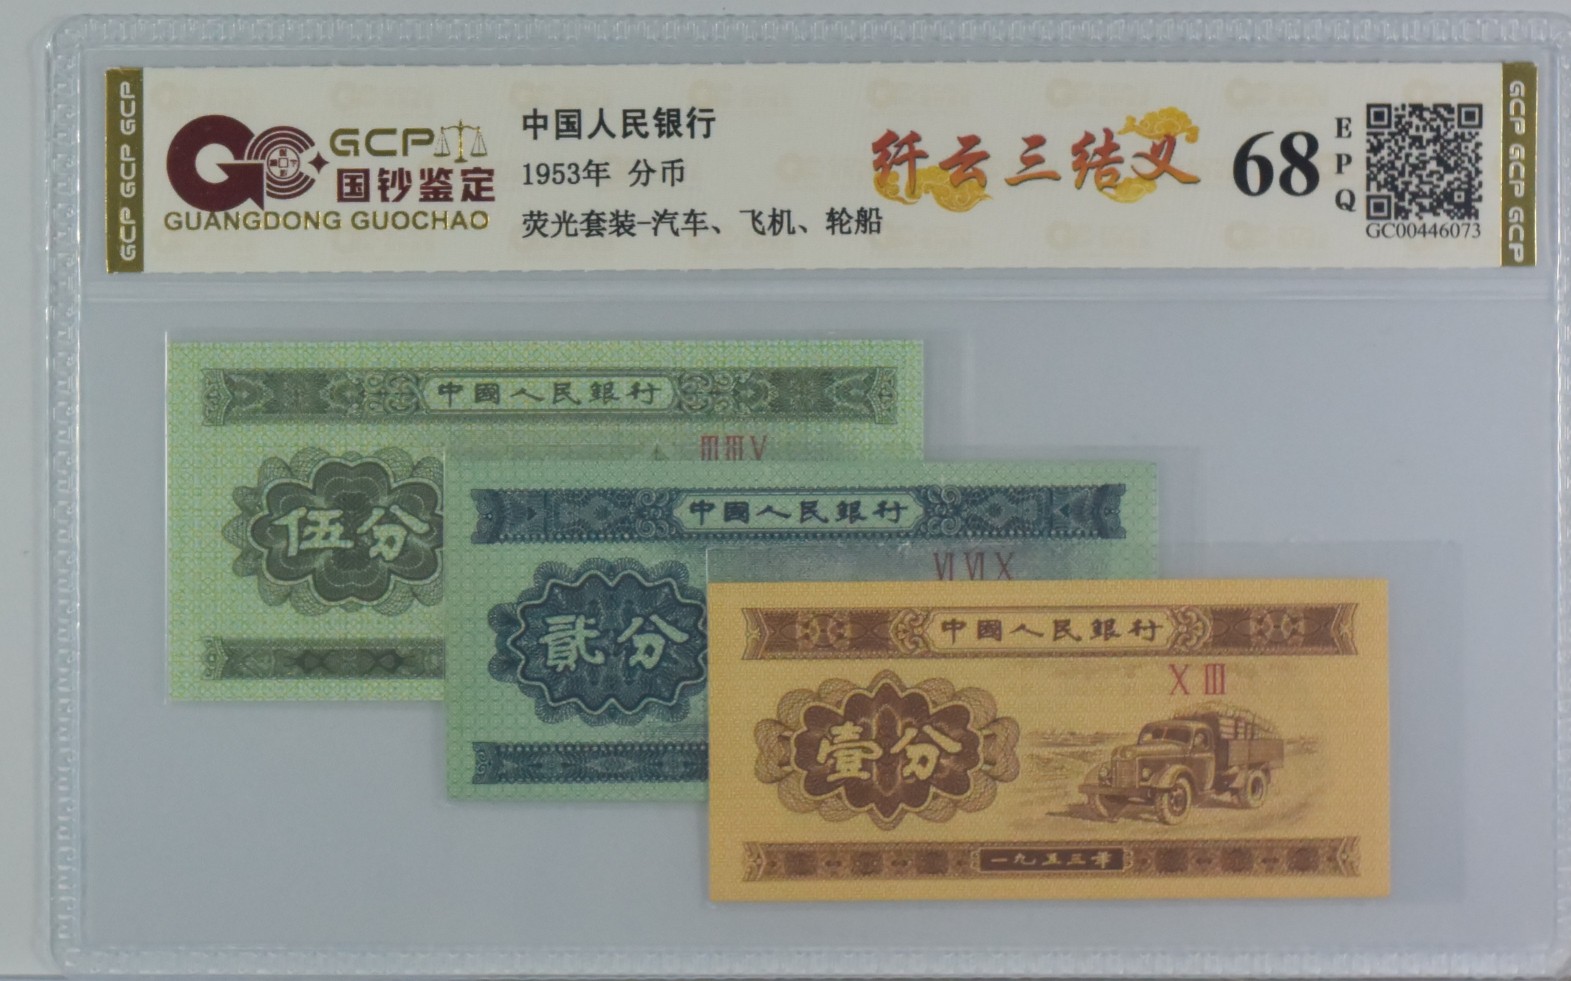 GCP GCP GCP
GCP
国钞鉴定
GUANGDONG GUOCHAO
中国人民银行
1953年 分币
荧光套装-汽车、飞机、轮船
纤云三结义
68
EPQ
GC00446073
GCP GCP GCP
中國人民銀行
ⅢⅢⅤ
伍分
中國人民銀行
ⅥⅥⅩ
貳分
中國人民銀行
ⅩⅢ
壹分
一九五三年